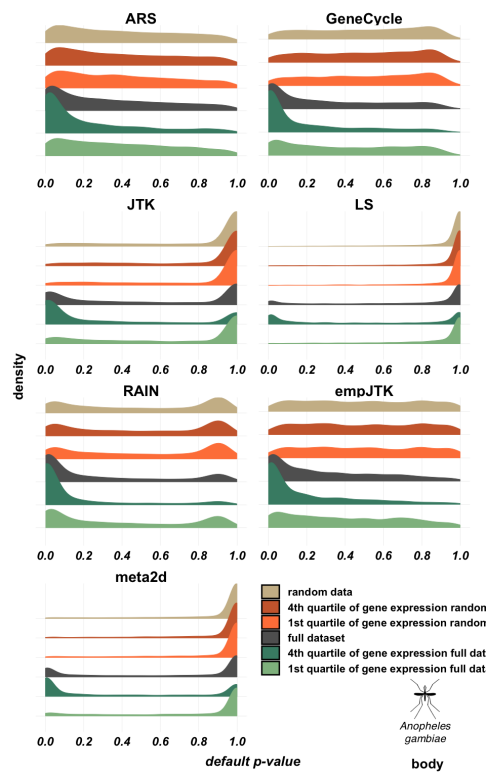 ARS GeneCycle
0.0 0.2 0.4 0.6 0.8 1.0 0.0 0.2 0.4 0.6 0.8 1.0
JTK LS
0.0 0.2 0.4 0.6 0.8 1.0 0.0 0.2 0.4 0.6 0.8 1.0
density
RAIN empJTK
0.0 0.2 0.4 0.6 0.8 1.0 0.0 0.2 0.4 0.6 0.8 1.0
meta2d
0.0 0.2 0.4 0.6 0.8 1.0
default p-value
random data
4th quartile of gene expression random
1st quartile of gene expression random
full dataset
4th quartile of gene expression full dat
1st quartile of gene expression full dat
Anopheles
gambiae
body